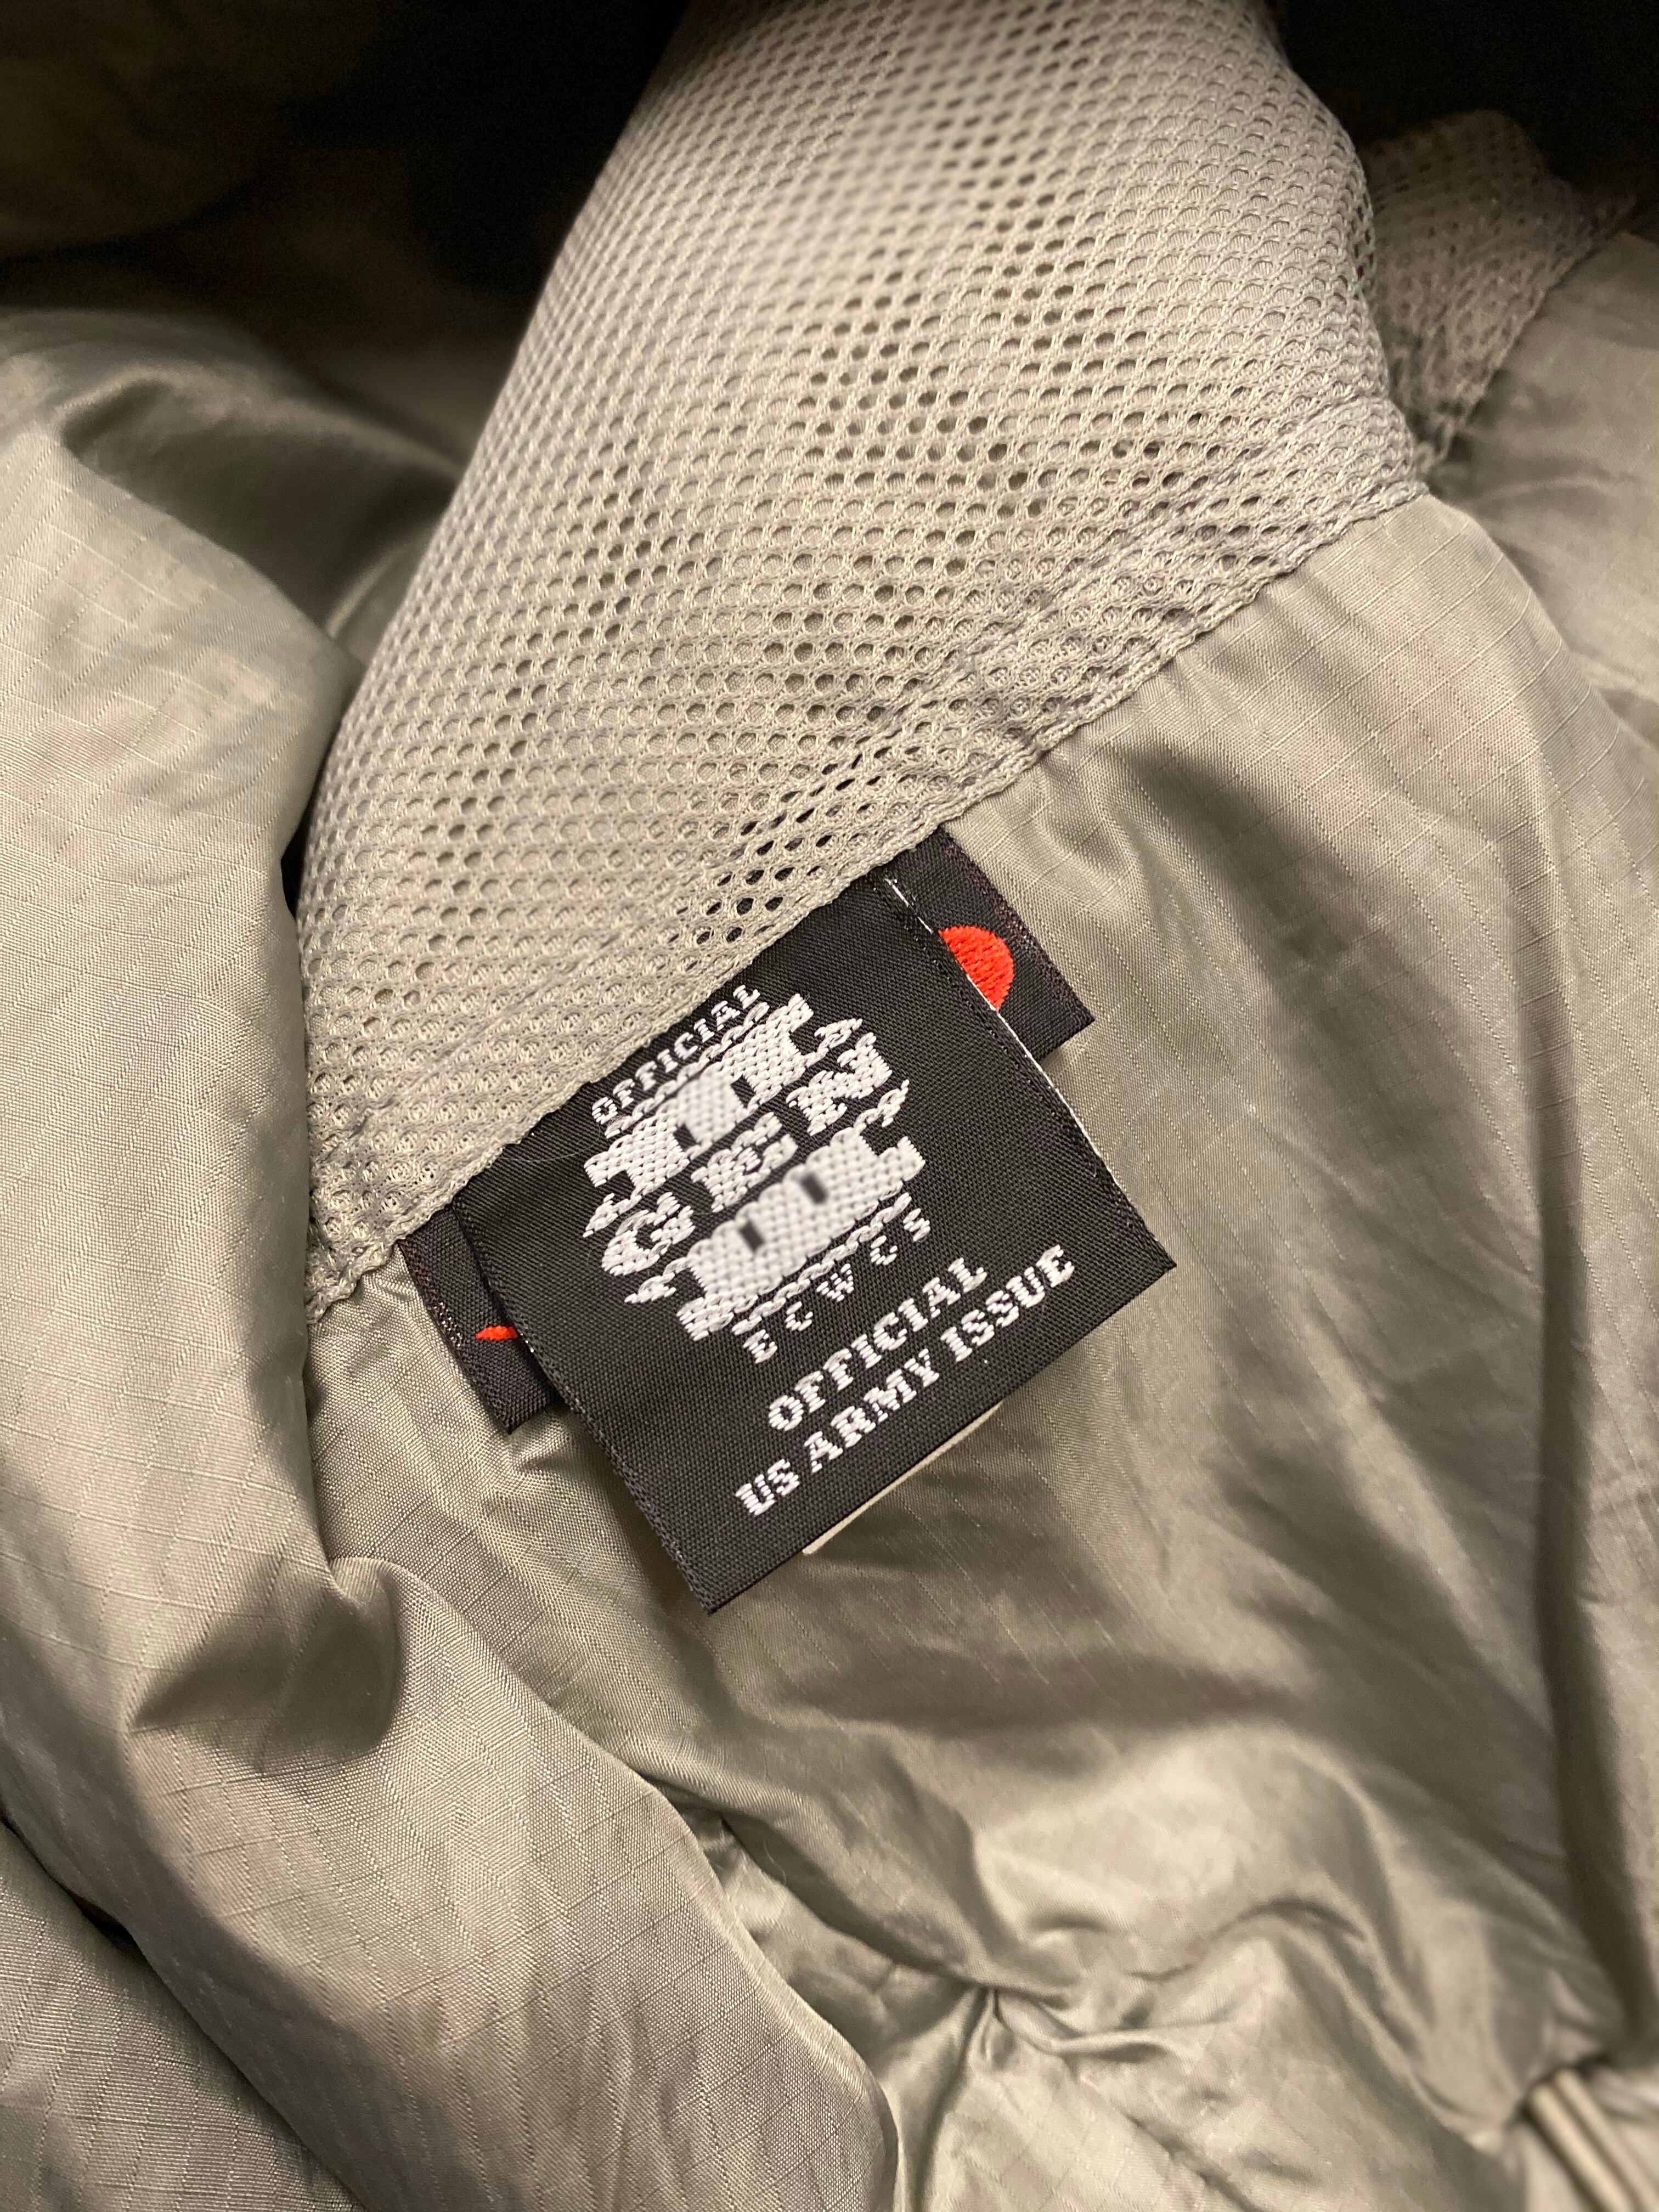 OFFICIAL
GEN
ECWCS
OFFICIAL
US ARMY ISSUE